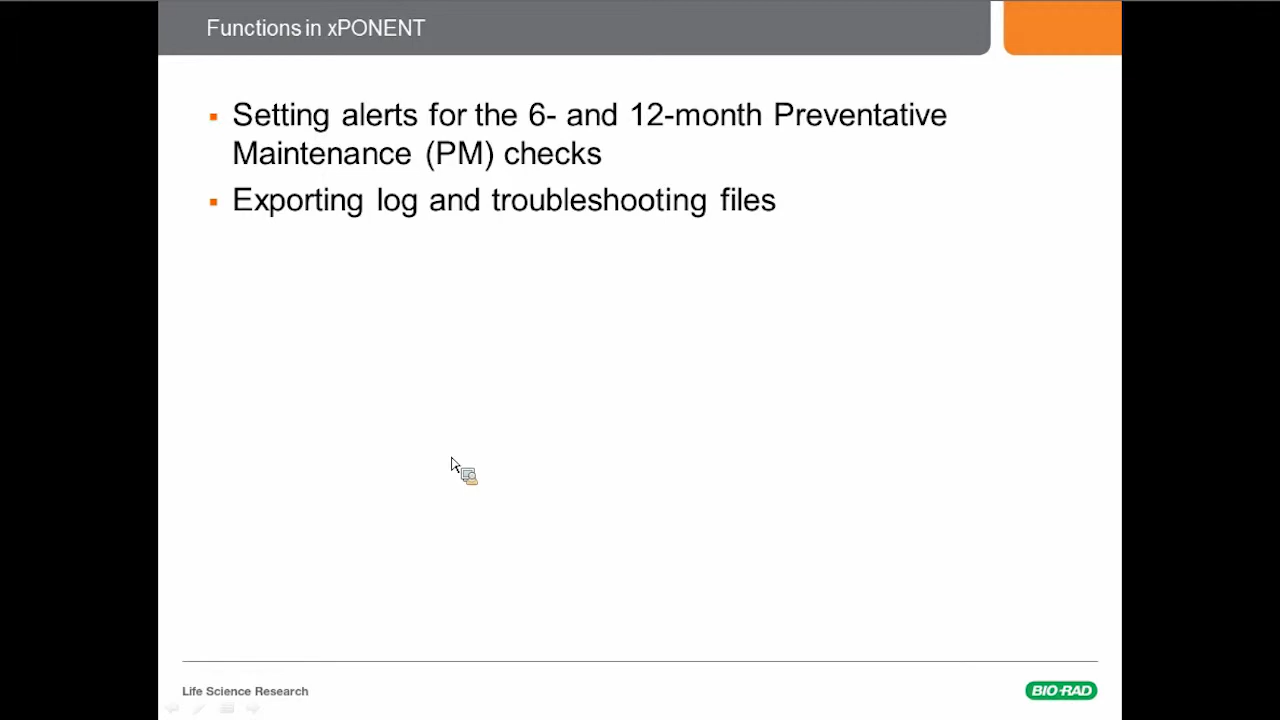 Functions in xPONENT
Setting alerts for the 6- and 12-month Preventative
Maintenance (PM) checks
Exporting log and troubleshooting files
Life Science Research
BIO-RAD